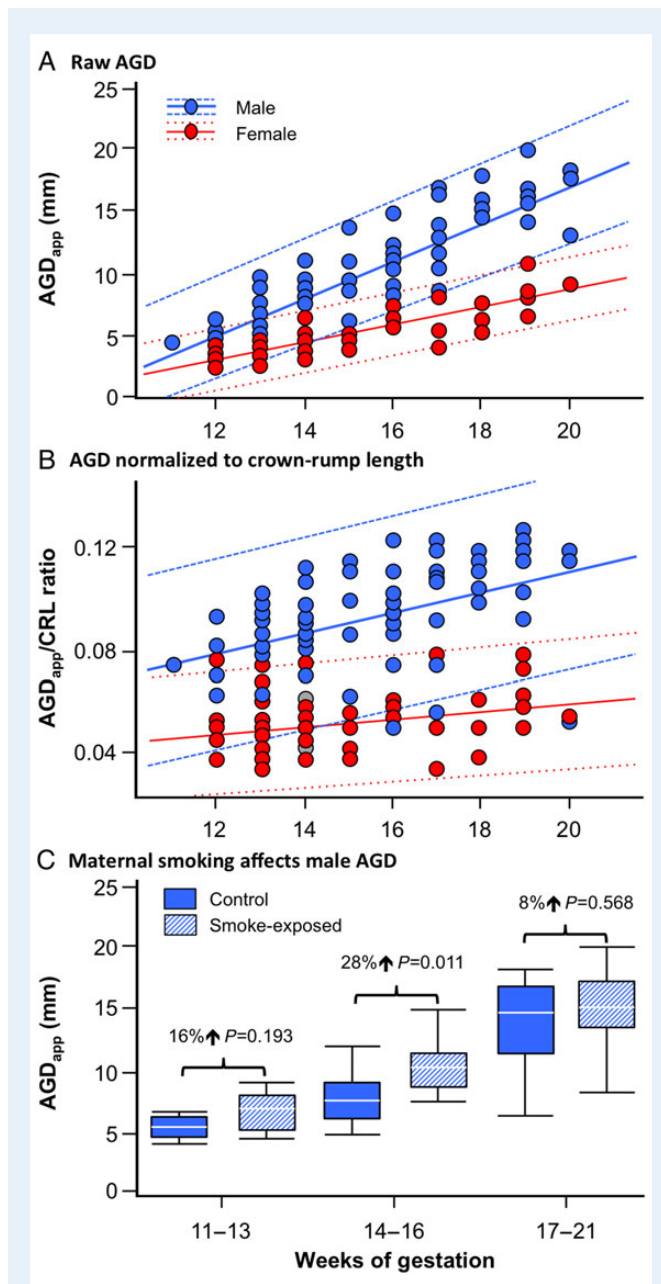 A Raw AGD
25
20
15
10
5
0
AGDapp (mm)
Male
Female
12 14 16 18 20
B AGD normalized to crown-rump length
0.12
0.08
0.04
AGDapp/CRL ratio
12 14 16 18 20
C Maternal smoking affects male AGD
25
20
15
10
5
0
AGDapp (mm)
Control
Smoke-exposed
8%↑ P=0.568
28%↑ P=0.011
16%↑ P=0.193
11–13 14–16 17–21
Weeks of gestation